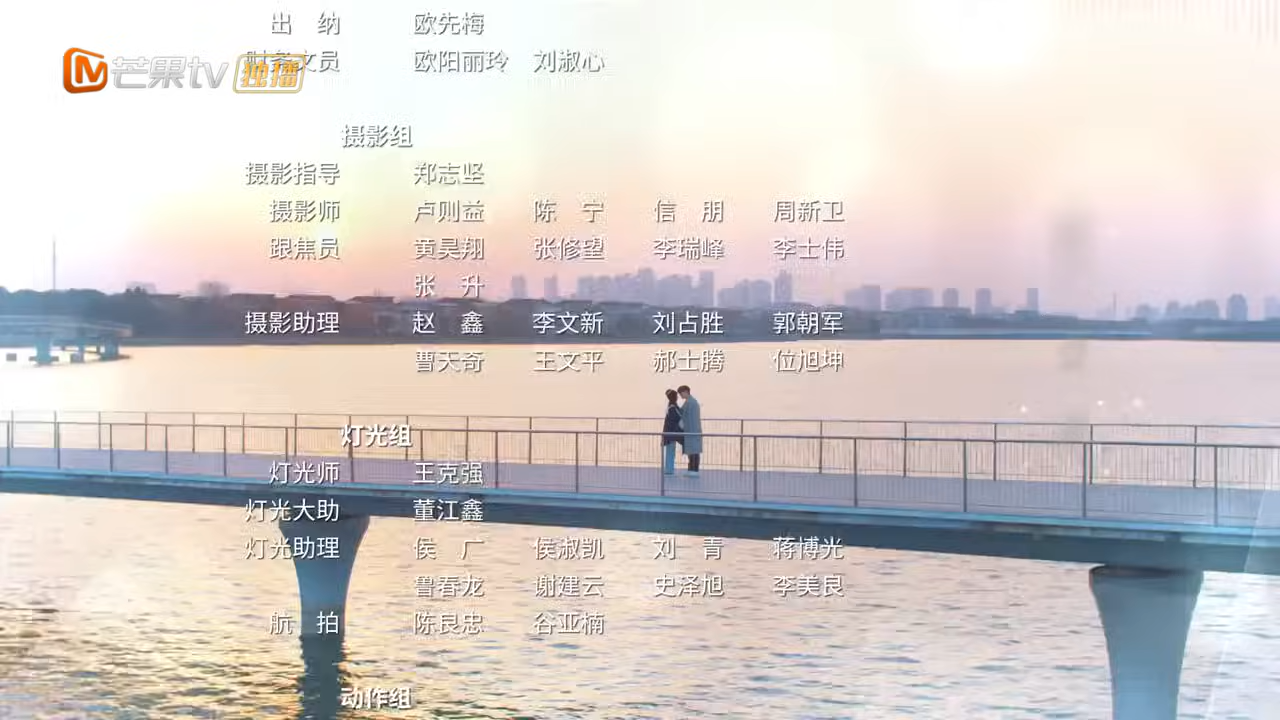 出 纳 欧先梅
芒果tv 独播
财务文员 欧阳丽玲 刘淑心
摄影组
摄影指导 郑志坚
摄影师 卢则益 陈 宁 信 朋 周新卫
跟焦员 黄昊翔 张修望 李瑞峰 李士伟
张 升
摄影助理 赵 鑫 李文新 刘占胜 郭朝军
曹天奇 王文平 郝士腾 位旭坤
灯光组
灯光师 王克强
灯光大助 董江鑫
灯光助理 侯 广 侯淑凯 刘 青 蒋博光
鲁春龙 谢建云 史泽旭 李美良
航 拍 陈良忠 谷亚楠
动作组